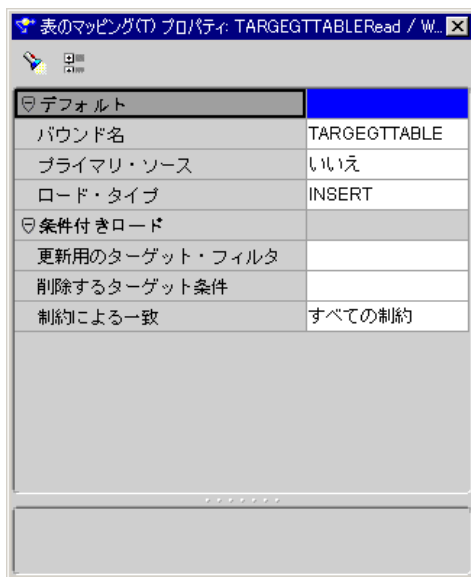 表のマッピング(T) プロパティ: TARGEGTTABLERead / W...
デフォルト
バウンド名 TARGEGTTABLE
プライマリ・ソース いいえ
ロード・タイプ INSERT
条件付きロード
更新用のターゲット・フィルタ
削除するターゲット条件
制約による一致 すべての制約